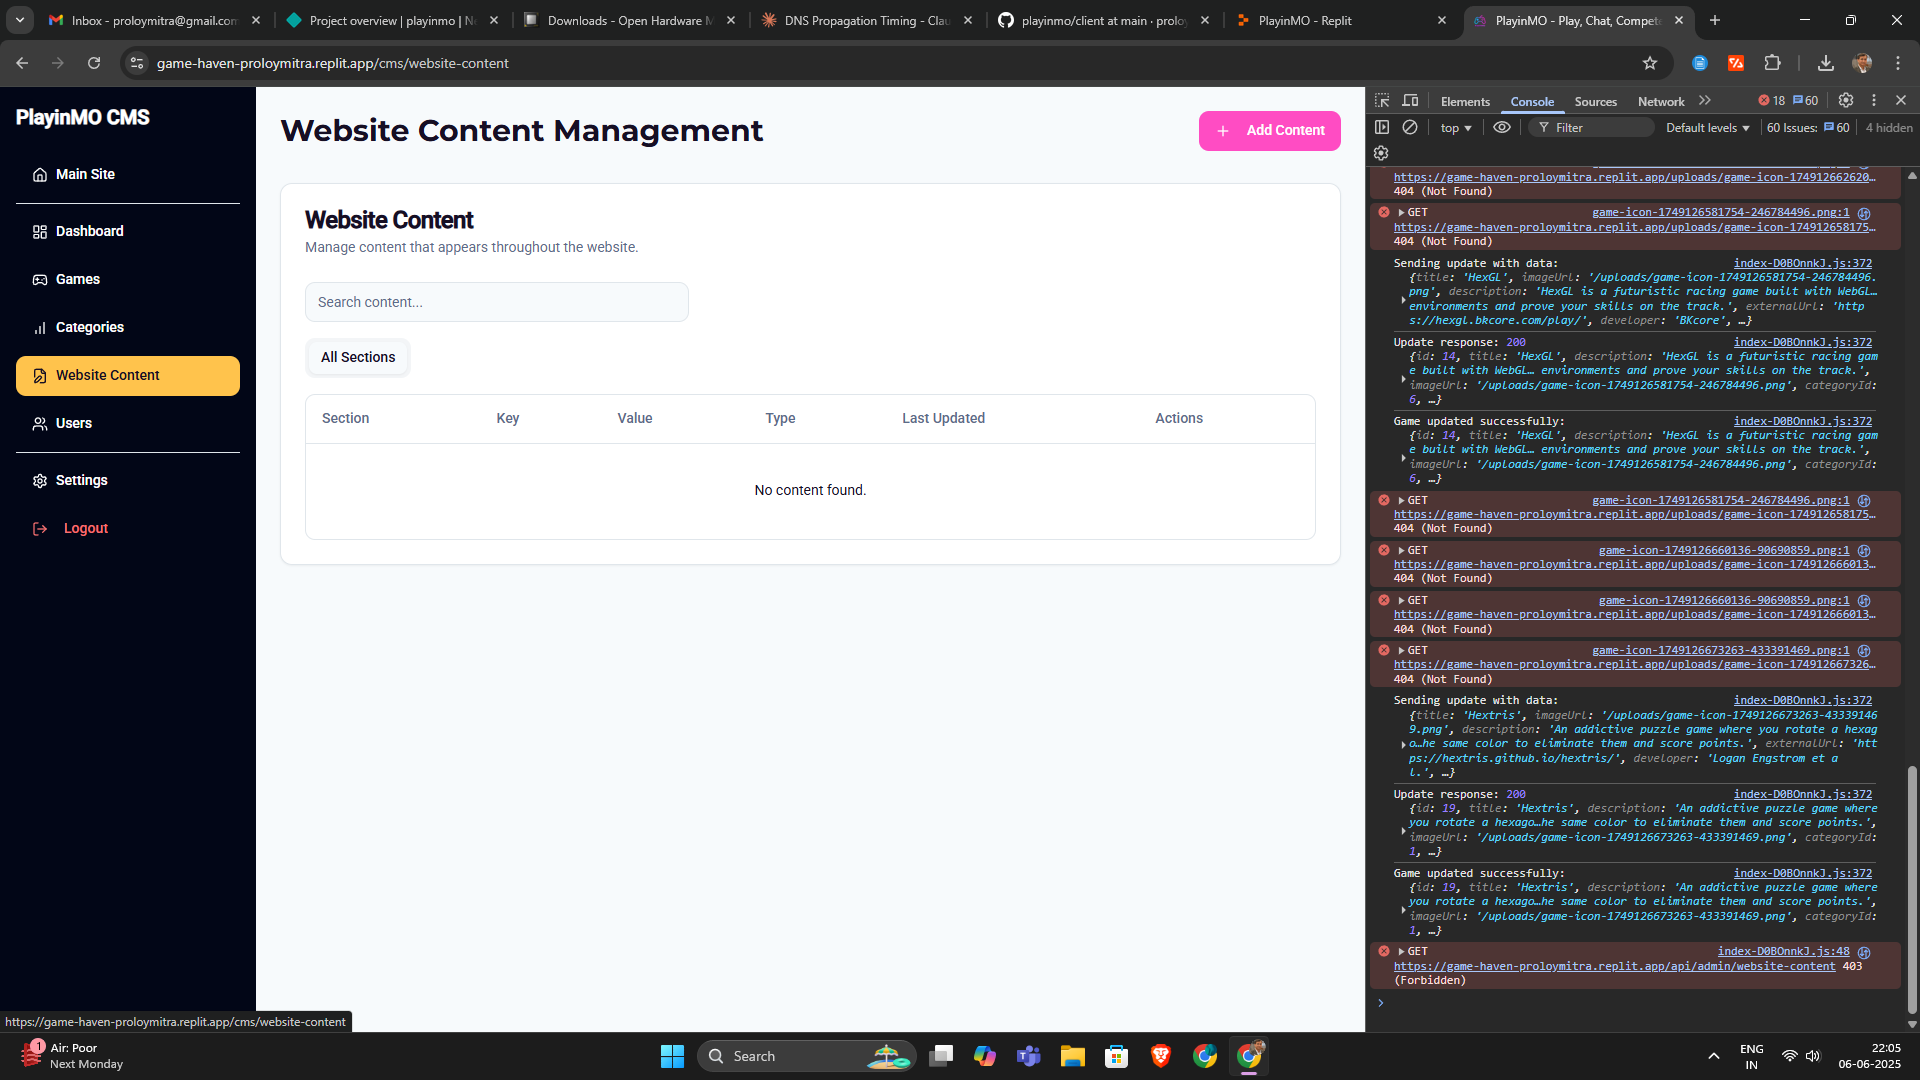 Inbox - proloymitra@gmail.com
Project overview | playinmo | Ne
Downloads - Open Hardware M
DNS Propagation Timing - Clau
playinmo/client at main · proloy
PlayinMO - Replit
PlayinMO - Play, Chat, Compete
game-haven-proloymitra.replit.app/cms/website-content
PlayinMO CMS
Main Site
Dashboard
Games
Categories
Website Content
Users
Settings
Logout
Website Content Management
+ Add Content
Website Content
Manage content that appears throughout the website.
Search content...
All Sections
Section Key Value Type Last Updated Actions
No content found.
https://game-haven-proloymitra.replit.app/cms/website-content
Elements Console Sources Network 18 60
top Filter Default levels 60 Issues: 60 4 hidden
https://game-haven-proloymitra.replit.app/uploads/game-icon-174912662620…
404 (Not Found)
GET game-icon-1749126581754-246784496.png:1
https://game-haven-proloymitra.replit.app/uploads/game-icon-174912658175…
404 (Not Found)
Sending update with data: index-D0BOnnkJ.js:372
{title: 'HexGL', imageUrl: '/uploads/game-icon-1749126581754-246784496.
png', description: 'HexGL is a futuristic racing game built with WebGL…
environments and prove your skills on the track.', externalUrl: 'http
s://hexgl.bkcore.com/play/', developer: 'BKcore', …}
Update response: 200 index-D0BOnnkJ.js:372
{id: 14, title: 'HexGL', description: 'HexGL is a futuristic racing gam
e built with WebGL… environments and prove your skills on the track.',
imageUrl: '/uploads/game-icon-1749126581754-246784496.png', categoryId:
6, …}
Game updated successfully: index-D0BOnnkJ.js:372
{id: 14, title: 'HexGL', description: 'HexGL is a futuristic racing gam
e built with WebGL… environments and prove your skills on the track.',
imageUrl: '/uploads/game-icon-1749126581754-246784496.png', categoryId:
6, …}
GET game-icon-1749126581754-246784496.png:1
https://game-haven-proloymitra.replit.app/uploads/game-icon-174912658175…
404 (Not Found)
GET game-icon-1749126660136-90690859.png:1
https://game-haven-proloymitra.replit.app/uploads/game-icon-174912666013…
404 (Not Found)
GET game-icon-1749126660136-90690859.png:1
https://game-haven-proloymitra.replit.app/uploads/game-icon-174912666013…
404 (Not Found)
GET game-icon-1749126673263-433391469.png:1
https://game-haven-proloymitra.replit.app/uploads/game-icon-174912667326…
404 (Not Found)
Sending update with data: index-D0BOnnkJ.js:372
{title: 'Hextris', imageUrl: '/uploads/game-icon-1749126673263-43339146
9.png', description: 'An addictive puzzle game where you rotate a hexag
o…he same color to eliminate them and score points.', externalUrl: 'htt
ps://hextris.github.io/hextris/', developer: 'Logan Engstrom et a
l.', …}
Update response: 200 index-D0BOnnkJ.js:372
{id: 19, title: 'Hextris', description: 'An addictive puzzle game where
you rotate a hexago…he same color to eliminate them and score points.',
imageUrl: '/uploads/game-icon-1749126673263-433391469.png', categoryId:
1, …}
Game updated successfully: index-D0BOnnkJ.js:372
{id: 19, title: 'Hextris', description: 'An addictive puzzle game where
you rotate a hexago…he same color to eliminate them and score points.',
imageUrl: '/uploads/game-icon-1749126673263-433391469.png', categoryId:
1, …}
GET index-D0BOnnkJ.js:48
https://game-haven-proloymitra.replit.app/api/admin/website-content 403
(Forbidden)
1
Air: Poor
Next Monday
Search
ENG
IN
22:05
06-06-2025